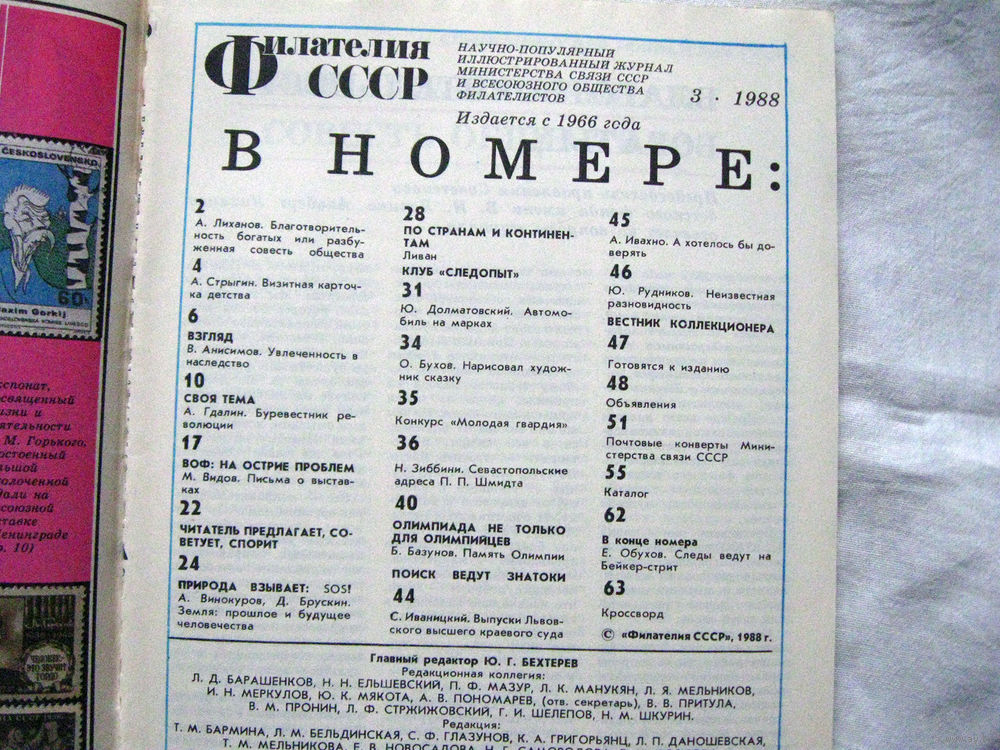 ČESKOSLOVENSKO
60
Maxim Gorkij
М. Горького,
ЧЕЛОВЕК-
ЭТО ЗВУЧИТ
ГОРДО
Филателия
СССР
НАУЧНО-ПОПУЛЯРНЫЙ
ИЛЛЮСТРИРОВАННЫЙ ЖУРНАЛ
МИНИСТЕРСТВА СВЯЗИ СССР
И ВСЕСОЮЗНОГО ОБЩЕСТВА
ФИЛАТЕЛИСТОВ
3 · 1988
Издается с 1966 года
В НОМЕРЕ:
2
А. Лиханов. Благотворитель-
ность богатых или разбу-
женная совесть общества
4
А. Стрыгин. Визитная карточ-
ка детства
6
ВЗГЛЯД
В. Анисимов. Увлеченность в
наследство
10
СВОЯ ТЕМА
А. Гдалин. Буревестник ре-
волюции
17
ВОФ: НА ОСТРИЕ ПРОБЛЕМ
М. Видов. Письма о выстав-
ках
22
ЧИТАТЕЛЬ ПРЕДЛАГАЕТ, СО-
ВЕТУЕТ, СПОРИТ
24
ПРИРОДА ВЗЫВАЕТ: SOS!
А. Винокуров, Д. Брускин.
Земля: прошлое и будущее
человечества
28
ПО СТРАНАМ И КОНТИНЕН-
ТАМ
Ливан
КЛУБ «СЛЕДОПЫТ»
31
Ю. Долматовский. Автомо-
биль на марках
34
О. Бухов. Нарисовал худож-
ник сказку
35
Конкурс «Молодая гвардия»
36
Н. Зиббини. Севастопольские
адреса П. П. Шмидта
40
ОЛИМПИАДА НЕ ТОЛЬКО
ДЛЯ ОЛИМПИЙЦЕВ
Б. Базунов. Память Олимпии
ПОИСК ВЕДУТ ЗНАТОКИ
44
С. Иваницкий. Выпуски Львов-
ского высшего краевого суда
45
А. Ивахно. А хотелось бы до-
верять
46
Ю. Рудников. Неизвестная
разновидность
ВЕСТНИК КОЛЛЕКЦИОНЕРА
47
Готовятся к изданию
48
Объявления
51
Почтовые конверты Мини-
стерства связи СССР
55
Каталог
62
В конце номера
Е. Обухов. Следы ведут на
Бейкер-стрит
63
Кроссворд
© «Филателия СССР», 1988 г.
Главный редактор Ю. Г. БЕХТЕРЕВ
Редакционная коллегия:
Л. Д. БАРАШЕНКОВ, Н. Н. ЕЛЬШЕВСКИЙ, П. Ф. МАЗУР, Л. К. МАНУКЯН, Л. Я. МЕЛЬНИКОВ,
И. Н. МЕРКУЛОВ, Ю. К. МЯКОТА, А. В. ПОНОМАРЕВ, (отв. секретарь), В. В. ПРИТУЛА,
В. М. ПРОНИН, Л. Ф. СТРЖИЖОВСКИЙ, Г. И. ШЕЛЕПОВ, Н. М. ШКУРИН.
Редакция:
Т. М. БАРМИНА, Л. М. БЕЛЬДИНСКАЯ, С. Ф. ГЛАЗУНОВ, К. А. ГРИГОРЬЯНЦ, Л. П. ДАНОШЕВСКАЯ,
Т. М. МЕЛЬНИКОВА, Е. В. НОВОСАДОВА